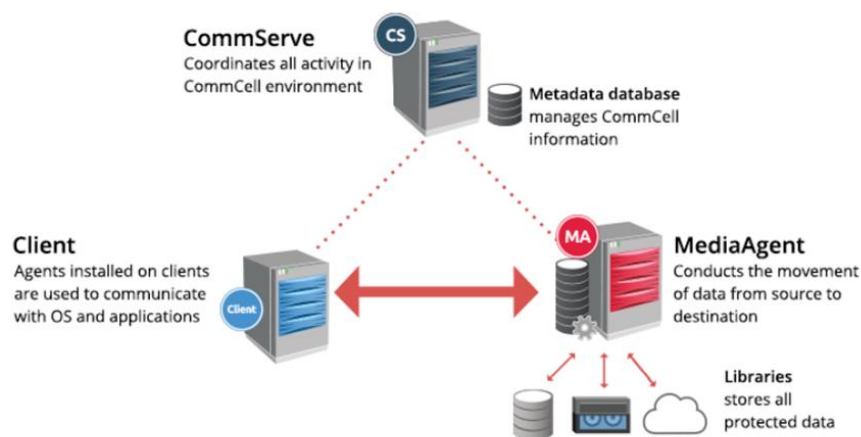 CommServe
Coordinates all activity in
CommCell environment
CS
Metadata database
manages CommCell
information
Client
Agents installed on clients
are used to communicate
with OS and applications
Client
MA
MediaAgent
Conducts the movement
of data from source to
destination
Libraries
stores all
protected data